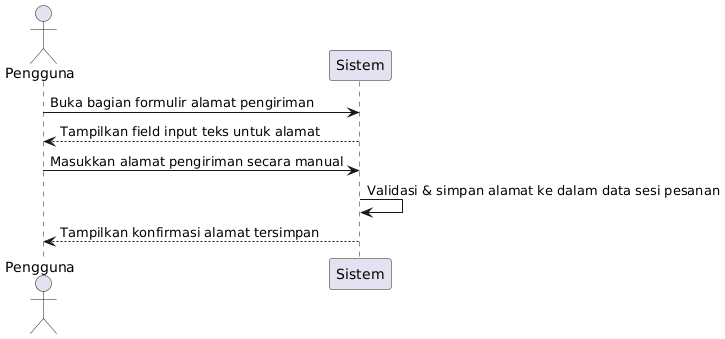 Pengguna
Sistem
Buka bagian formulir alamat pengiriman
Tampilkan field input teks untuk alamat
Masukkan alamat pengiriman secara manual
Validasi & simpan alamat ke dalam data sesi pesanan
Tampilkan konfirmasi alamat tersimpan
Pengguna
Sistem